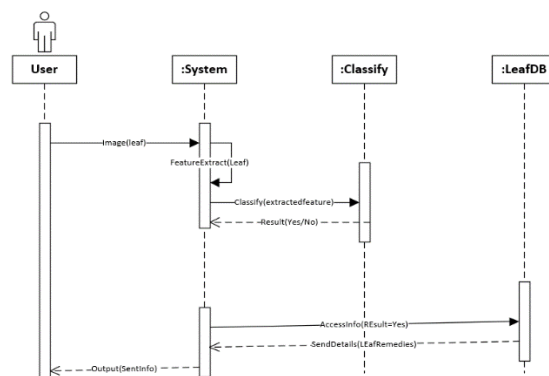 User
:System
:Classify
:LeafDB
Image(leaf)
FeatureExtract(Leaf)
Classify(extractedfeature)
Result(Yes/No)
AccessInfo(REsult=Yes)
SendDetails(LEafRemedies)
Output(SentInfo)